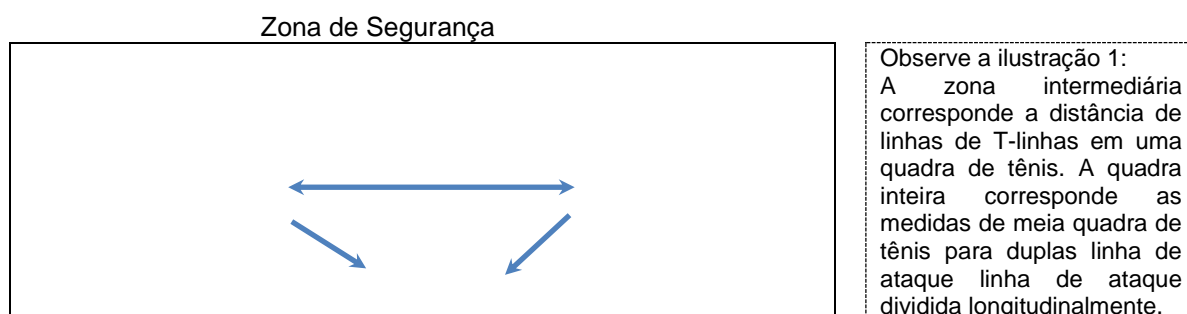 Zona de Segurança
Observe a ilustração 1:
A zona intermediária
corresponde a distância de
linhas de T-linhas em uma
quadra de tênis. A quadra
inteira corresponde as
medidas de meia quadra de
tênis para duplas linha de
ataque linha de ataque
dividida longitudinalmente.